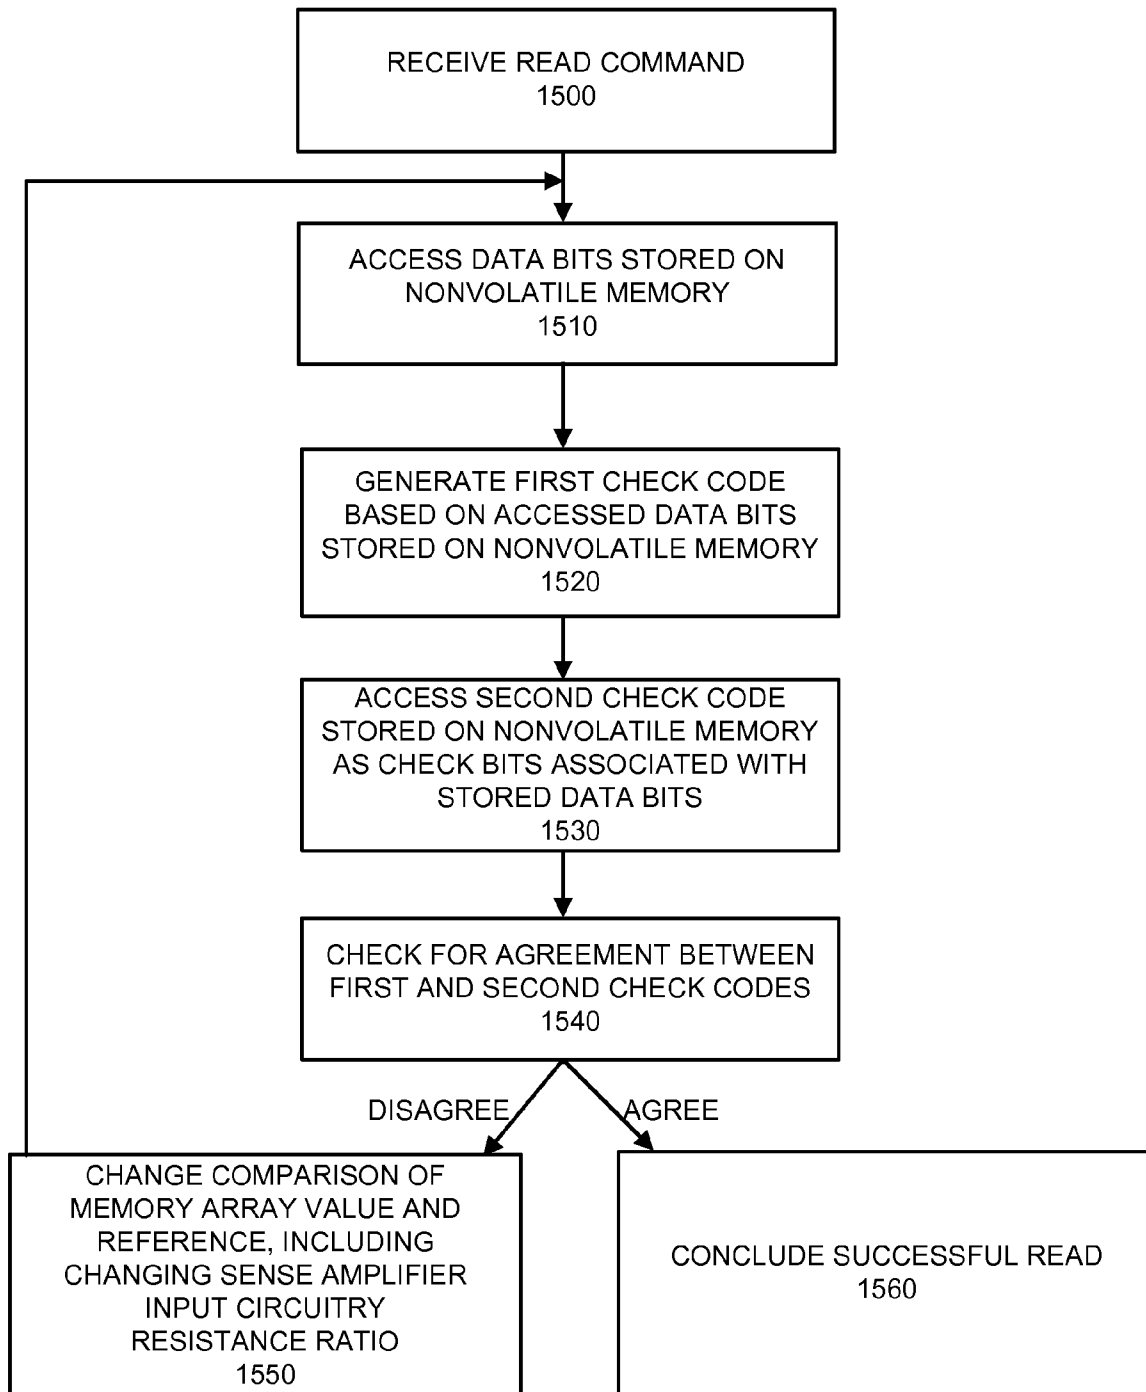 RECEIVE READ COMMAND
1500
ACCESS DATA BITS STORED ON
NONVOLATILE MEMORY
1510
GENERATE FIRST CHECK CODE
BASED ON ACCESSED DATA BITS
STORED ON NONVOLATILE MEMORY
1520
ACCESS SECOND CHECK CODE
STORED ON NONVOLATILE MEMORY
AS CHECK BITS ASSOCIATED WITH
STORED DATA BITS
1530
CHECK FOR AGREEMENT BETWEEN
FIRST AND SECOND CHECK CODES
1540
DISAGREE
AGREE
CHANGE COMPARISON OF
MEMORY ARRAY VALUE AND
REFERENCE, INCLUDING
CHANGING SENSE AMPLIFIER
INPUT CIRCUITRY
RESISTANCE RATIO
1550
CONCLUDE SUCCESSFUL READ
1560